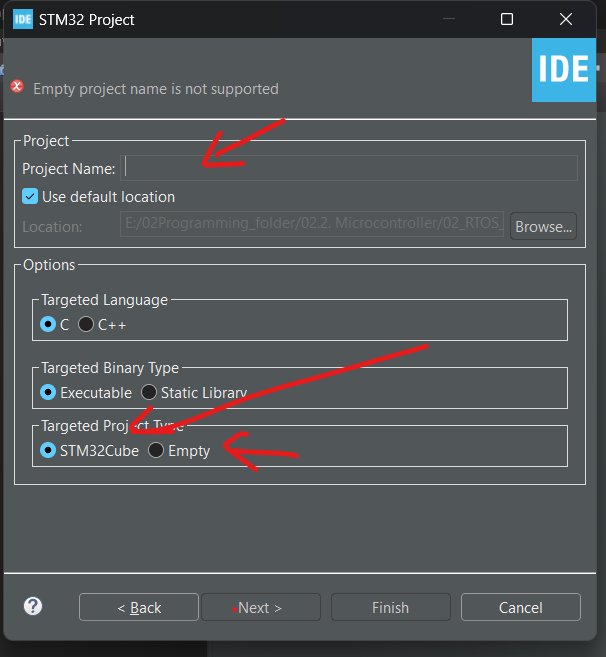 IDE STM32 Project
Empty project name is not supported
IDE
Project
Project Name:
Use default location
Location: E:/02Programming_folder/02.2. Microcontroller/02_RTOS_ Browse...
Options
Targeted Language
C C++
Targeted Binary Type
Executable Static Library
Targeted Project Type
STM32Cube Empty
? < Back Next > Finish Cancel